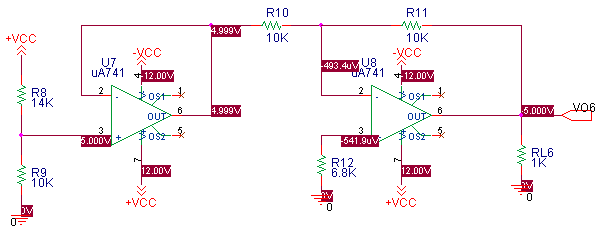 R10
10K
R11
10K
+VCC
U7
uA741
-VCC
4
12.00V
4.999V
-493.4uV
U8
uA741
-VCC
4
12.00V
R8
14K
2
-
OS1
1
OUT
6
4.999V
3
+
5.000V
OS2
5
7
12.00V
+VCC
R9
10K
0V
0
2
-
OS1
1
OUT
6
-5.000V
VO6
3
+
-541.9uV
OS2
5
7
12.00V
+VCC
R12
6.8K
0V
0
RL6
1K
0V
0